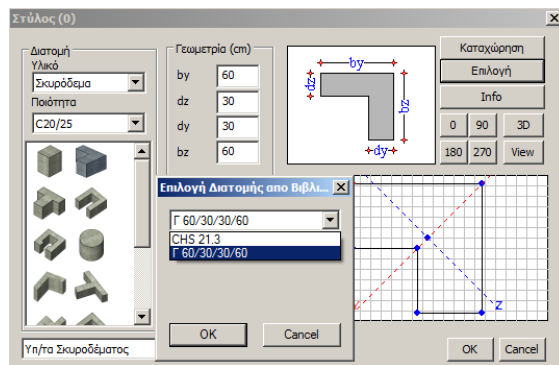 Στύλος (0)
Διατομή
Υλικό
Σκυρόδεμα
Ποιότητα
C20/25
Γεωμετρία (cm)
by 60
dz 30
dy 30
bz 60
by
dz
bz
dy
Καταχώρηση
Επιλογή
Info
0 90 3D
180 270 View
Επιλογή Διατομής απο Βιβλι...
Γ 60/30/30/60
CHS 21.3
Γ 60/30/30/60
OK Cancel
z
Υπ/τα Σκυροδέματος
OK Cancel